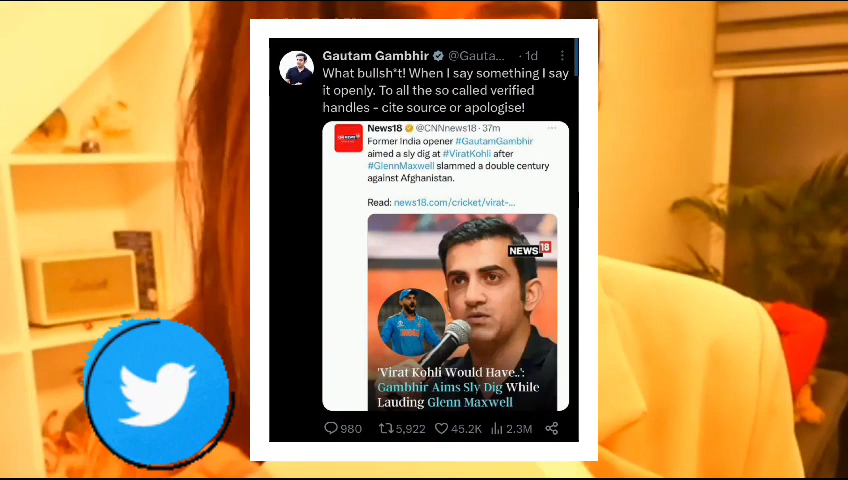 Gautam Gambhir @Gauta... · 1d
What bullsh*t! When I say something I say
it openly. To all the so called verified
handles - cite source or apologise!
News18 @CNNnews18 · 37m
Former India opener #GautamGambhir
aimed a sly dig at #ViratKohli after
#GlennMaxwell slammed a double century
against Afghanistan.
Read: news18.com/cricket/virat-...
NEWS 18
'Virat Kohli Would Have..':
Gambhir Aims Sly Dig While
Lauding Glenn Maxwell
980 5,922 45.2K 2.3M